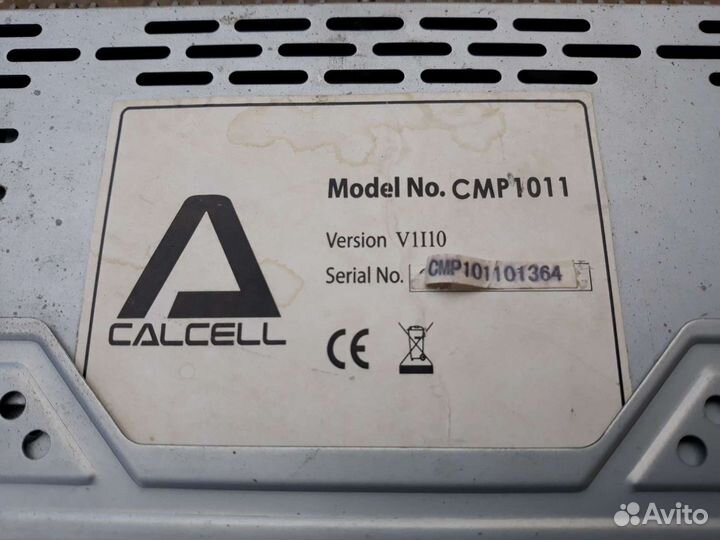 Model No. CMP1011
Version V1I10
Serial No. CMP101101364
CALCELL
CE
Avito